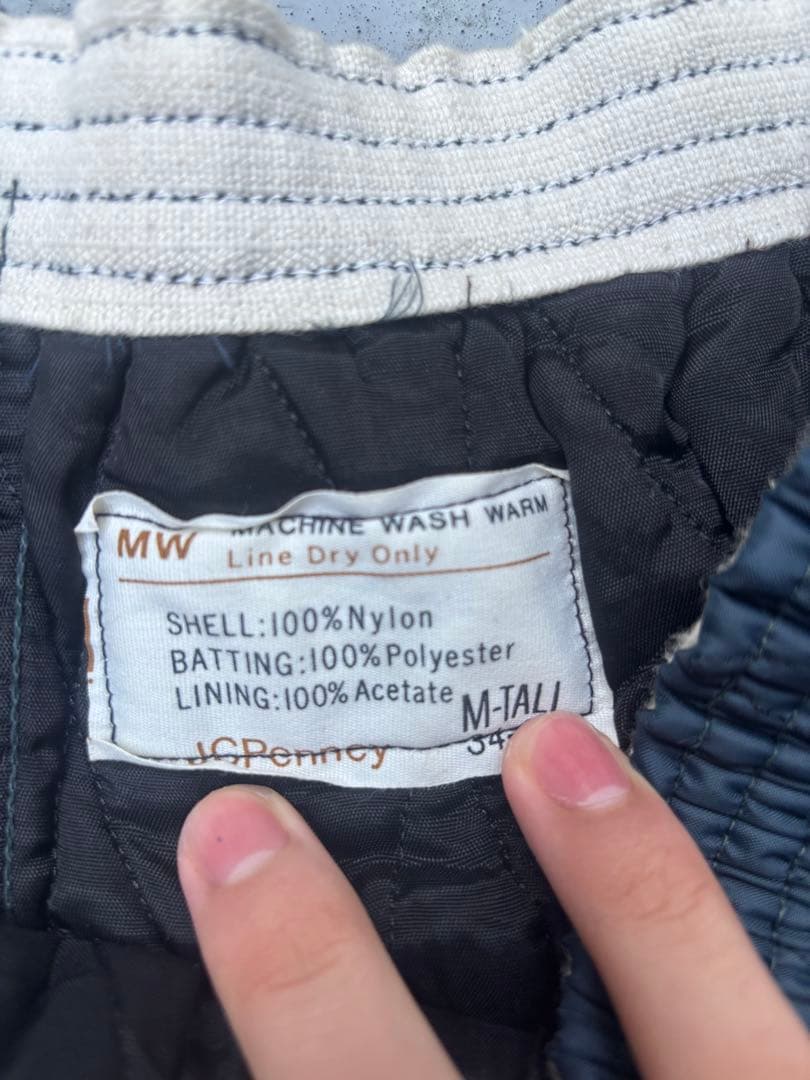 MW MACHINE WASH WARM
Line Dry Only
SHELL:100%Nylon
BATTING:100%Polyester
LINING:100%Acetate
M-TALL
JCPenney